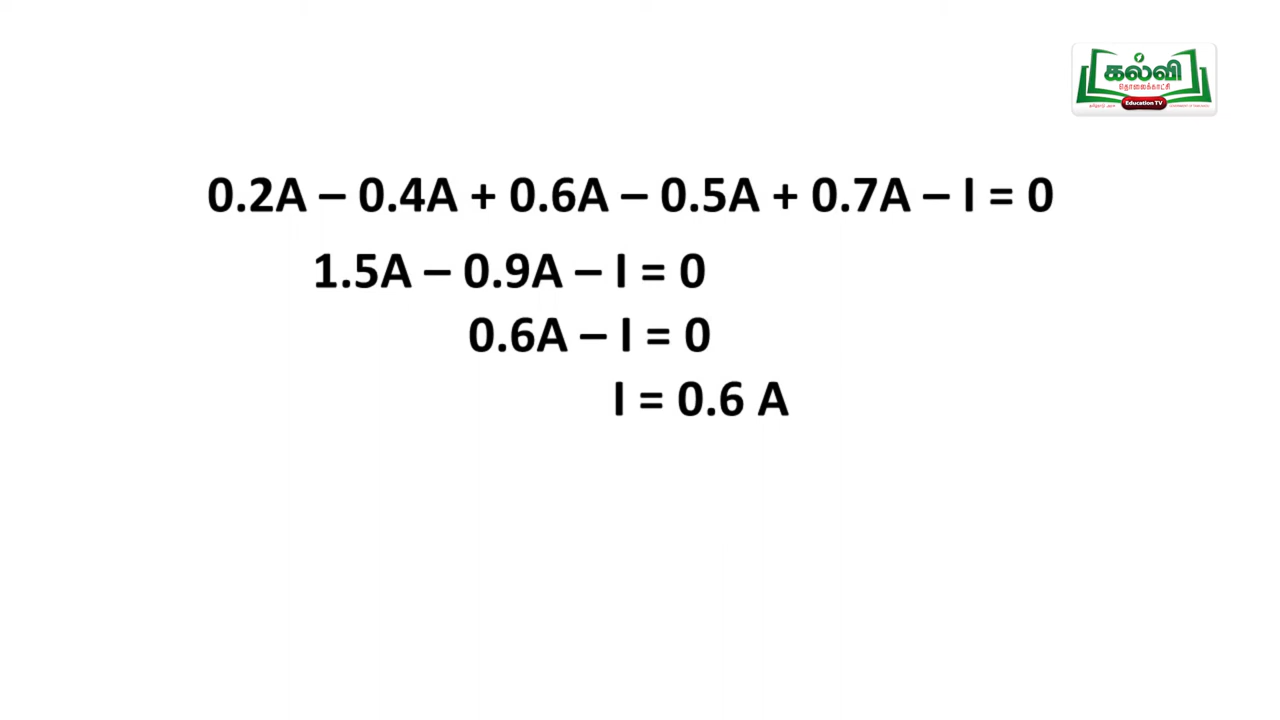 கல்வி
தொலைக்காட்சி
Education TV
0.2A – 0.4A + 0.6A – 0.5A + 0.7A – I = 0
1.5A – 0.9A – I = 0
0.6A – I = 0
I = 0.6 A